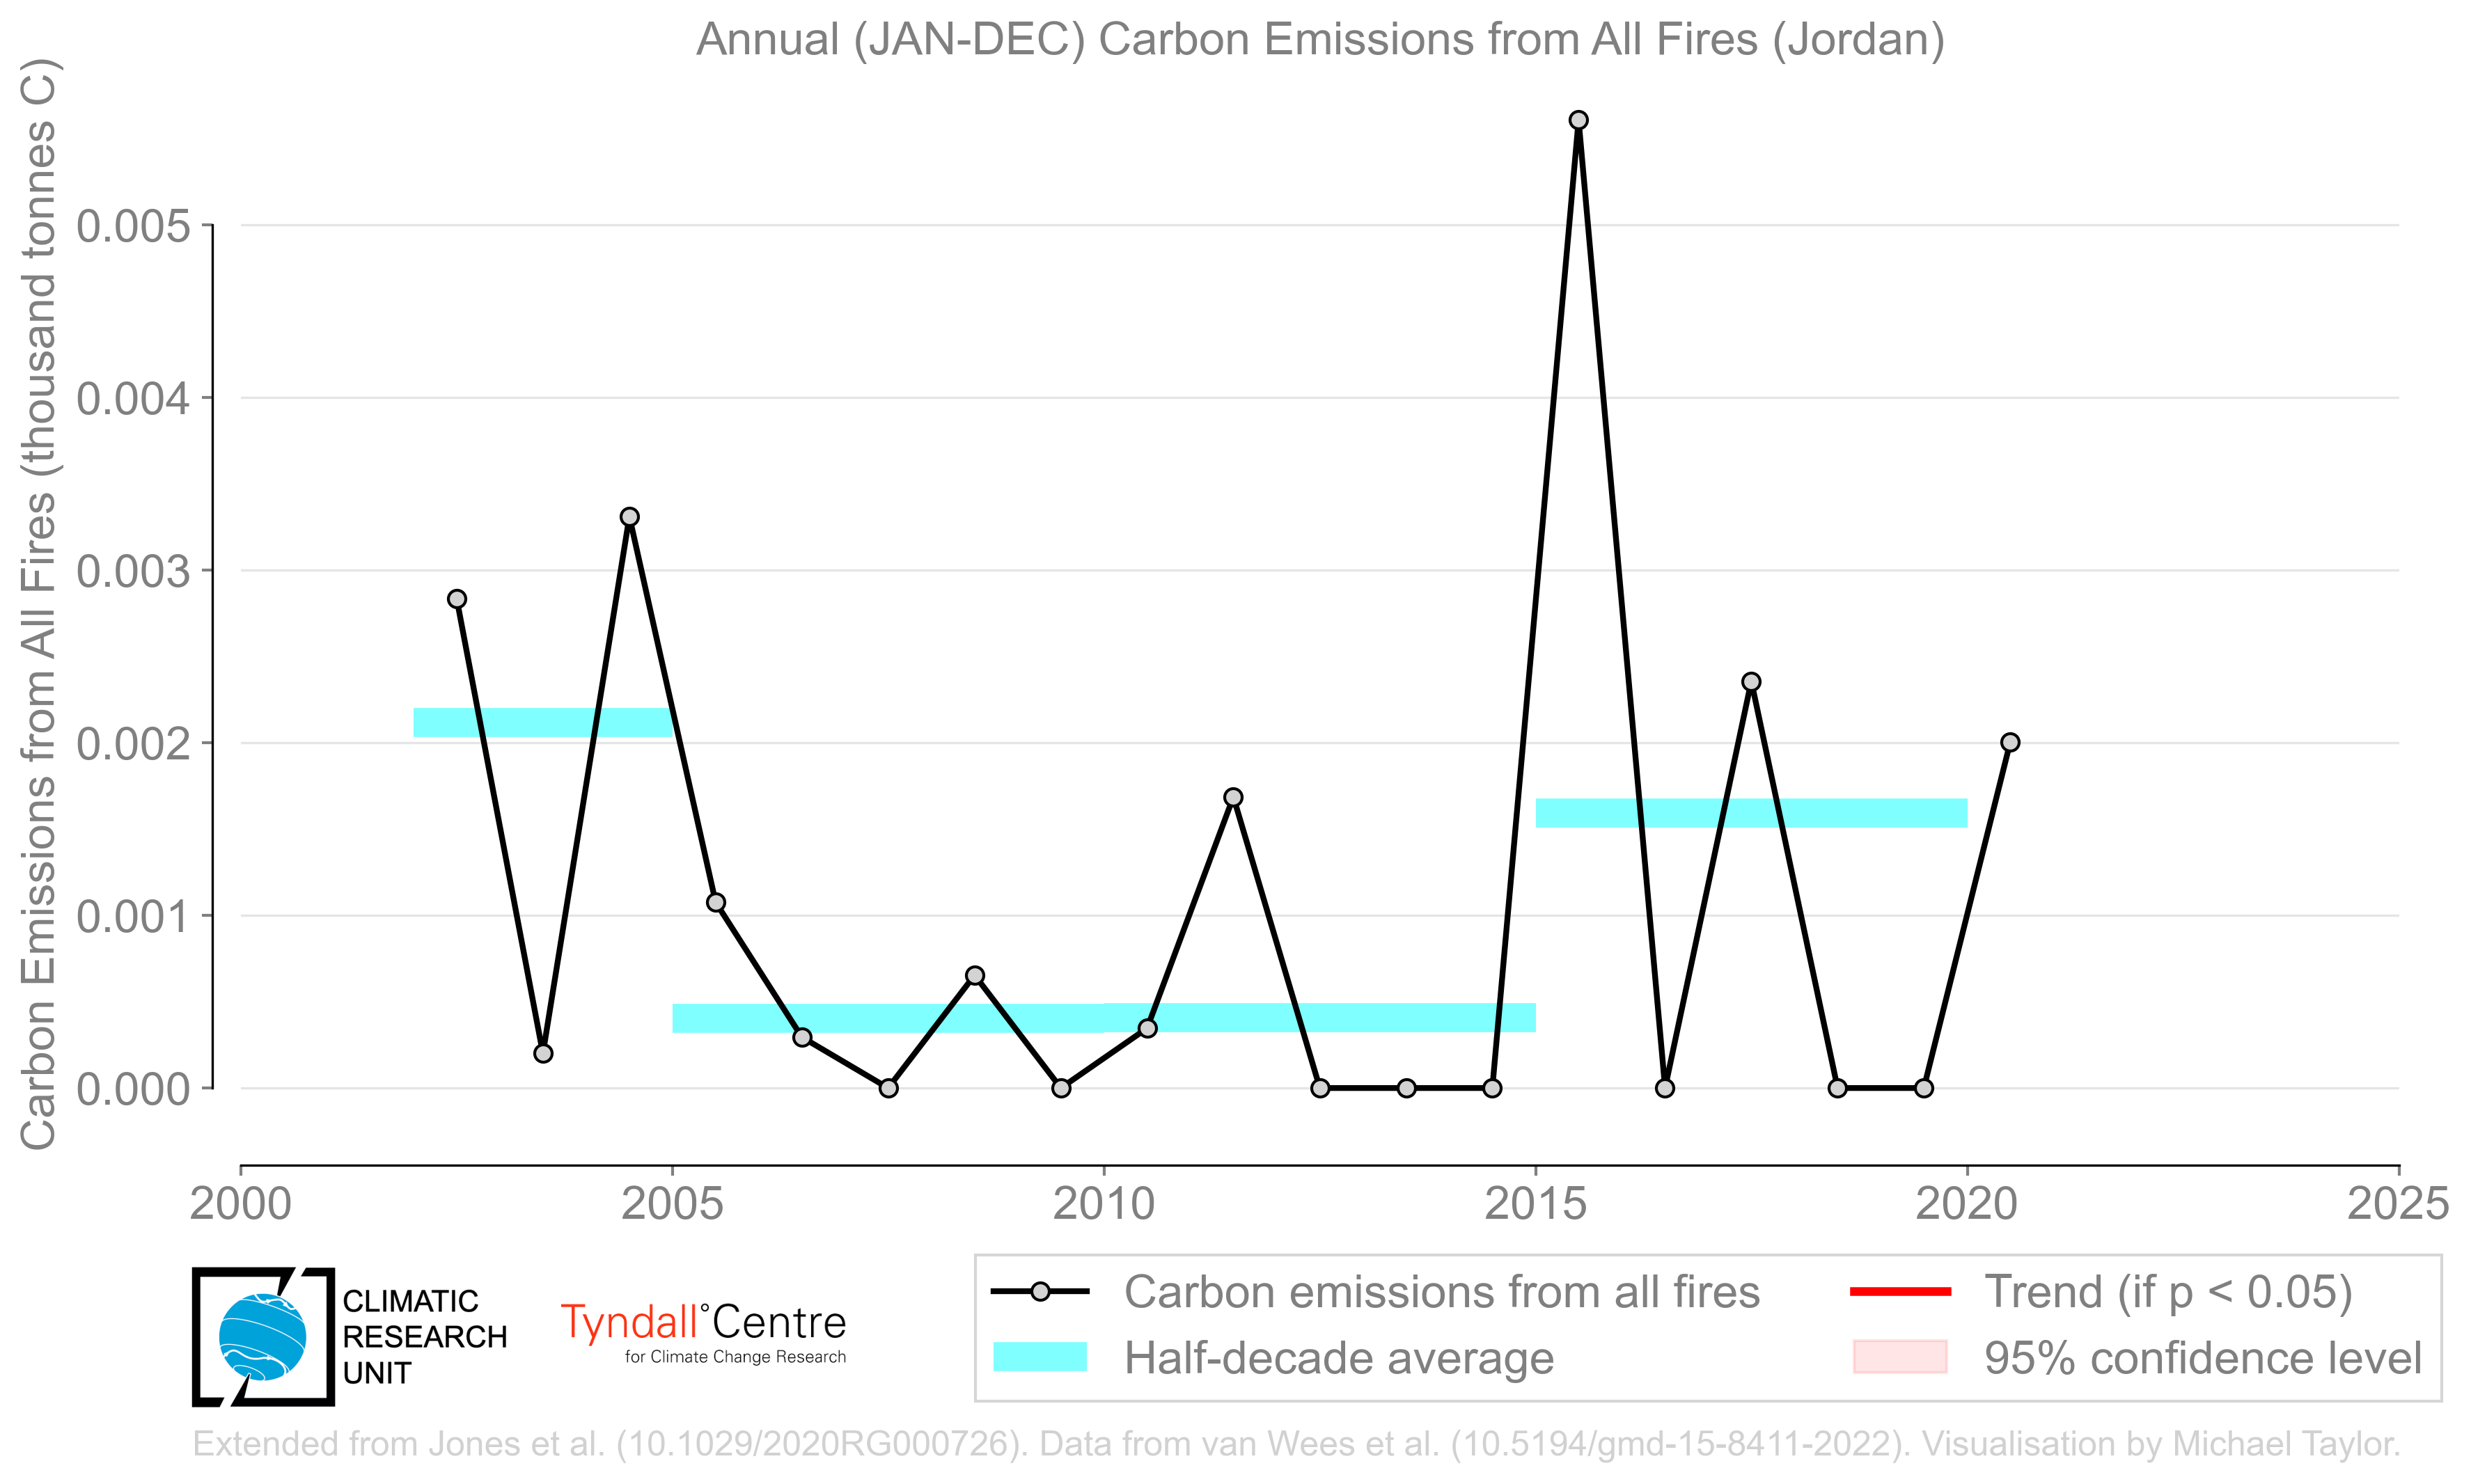 Annual (JAN-DEC) Carbon Emissions from All Fires (Jordan)
Carbon Emissions from All Fires (thousand tonnes C)
0.005
0.004
0.003
0.002
0.001
0.000
2000 2005 2010 2015 2020 2025
CLIMATIC
RESEARCH
UNIT
Tyndall°Centre
for Climate Change Research
Carbon emissions from all fires
Half-decade average
Trend (if p < 0.05)
95% confidence level
Extended from Jones et al. (10.1029/2020RG000726). Data from van Wees et al. (10.5194/gmd-15-8411-2022). Visualisation by Michael Taylor.